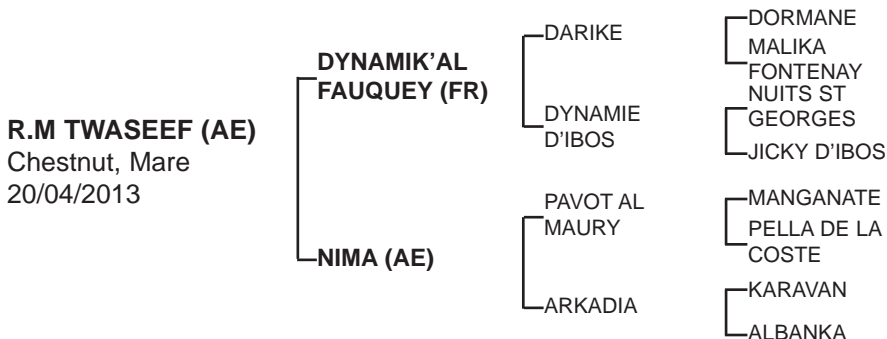 R.M TWASEEF (AE)
Chestnut, Mare
20/04/2013
DYNAMIK'AL
FAUQUEY (FR)
NIMA (AE)
DARIKE
DYNAMIE
D'IBOS
PAVOT AL
MAURY
ARKADIA
DORMANE
MALIKA
FONTENAY
NUITS ST
GEORGES
JICKY D'IBOS
MANGANATE
PELLA DE LA
COSTE
KARAVAN
ALBANKA